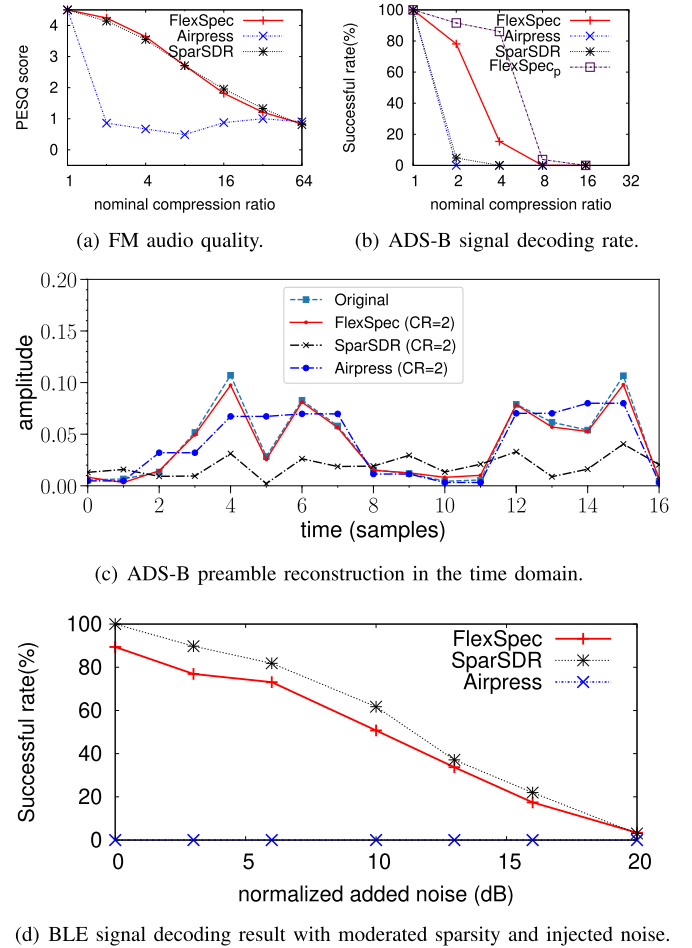 PESQ score
4
3
2
1
0
FlexSpec
Airpress
SparSDR
1 4 16 64
nominal compression ratio
(a) FM audio quality.
Successful rate(%)
100
80
60
40
20
0
FlexSpec
Airpress
SparSDR
FlexSpecp
1 2 4 8 16 32
nominal compression ratio
(b) ADS-B signal decoding rate.
amplitude
0.20
0.15
0.10
0.05
0.00
Original
FlexSpec (CR=2)
SparSDR (CR=2)
Airpress (CR=2)
0 2 4 6 8 10 12 14 16
time (samples)
(c) ADS-B preamble reconstruction in the time domain.
Successful rate(%)
100
80
60
40
20
0
FlexSpec
SparSDR
Airpress
0 5 10 15 20
normalized added noise (dB)
(d) BLE signal decoding result with moderated sparsity and injected noise.